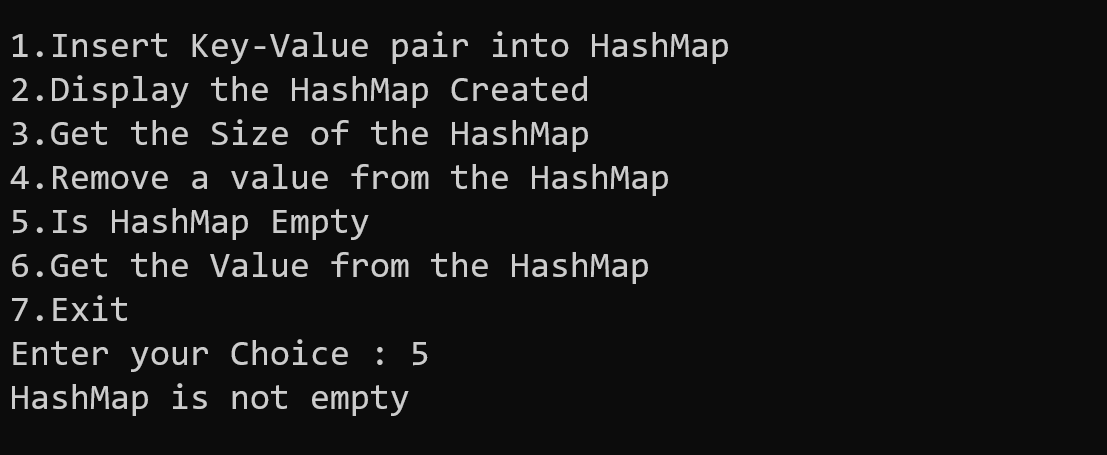 1.Insert Key-Value pair into HashMap
2.Display the HashMap Created
3.Get the Size of the HashMap
4.Remove a value from the HashMap
5.Is HashMap Empty
6.Get the Value from the HashMap
7.Exit
Enter your Choice : 5
HashMap is not empty